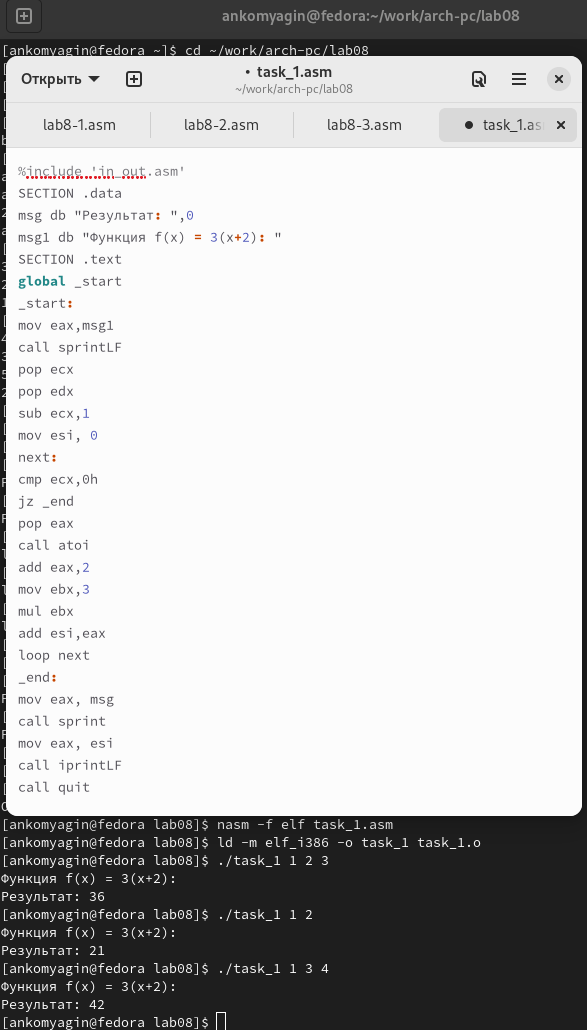 ankomyagin@fedora:~/work/arch-pc/lab08
[ankomyagin@fedora ~]$ cd ~/work/arch-pc/lab08
Открыть
• task_1.asm
~/work/arch-pc/lab08
lab8-1.asm lab8-2.asm lab8-3.asm • task_1.as
%include 'in_out.asm'
SECTION .data
msg db "Результат: ",0
msg1 db "Функция f(x) = 3(x+2): "
SECTION .text
global _start
_start:
mov eax,msg1
call sprintLF
pop ecx
pop edx
sub ecx,1
mov esi, 0
next:
cmp ecx,0h
jz _end
pop eax
call atoi
add eax,2
mov ebx,3
mul ebx
add esi,eax
loop next
_end:
mov eax, msg
call sprint
mov eax, esi
call iprintLF
call quit
[ankomyagin@fedora lab08]$ nasm -f elf task_1.asm
[ankomyagin@fedora lab08]$ ld -m elf_i386 -o task_1 task_1.o
[ankomyagin@fedora lab08]$ ./task_1 1 2 3
Функция f(x) = 3(x+2):
Результат: 36
[ankomyagin@fedora lab08]$ ./task_1 1 2
Функция f(x) = 3(x+2):
Результат: 21
[ankomyagin@fedora lab08]$ ./task_1 1 3 4
Функция f(x) = 3(x+2):
Результат: 42
[ankomyagin@fedora lab08]$